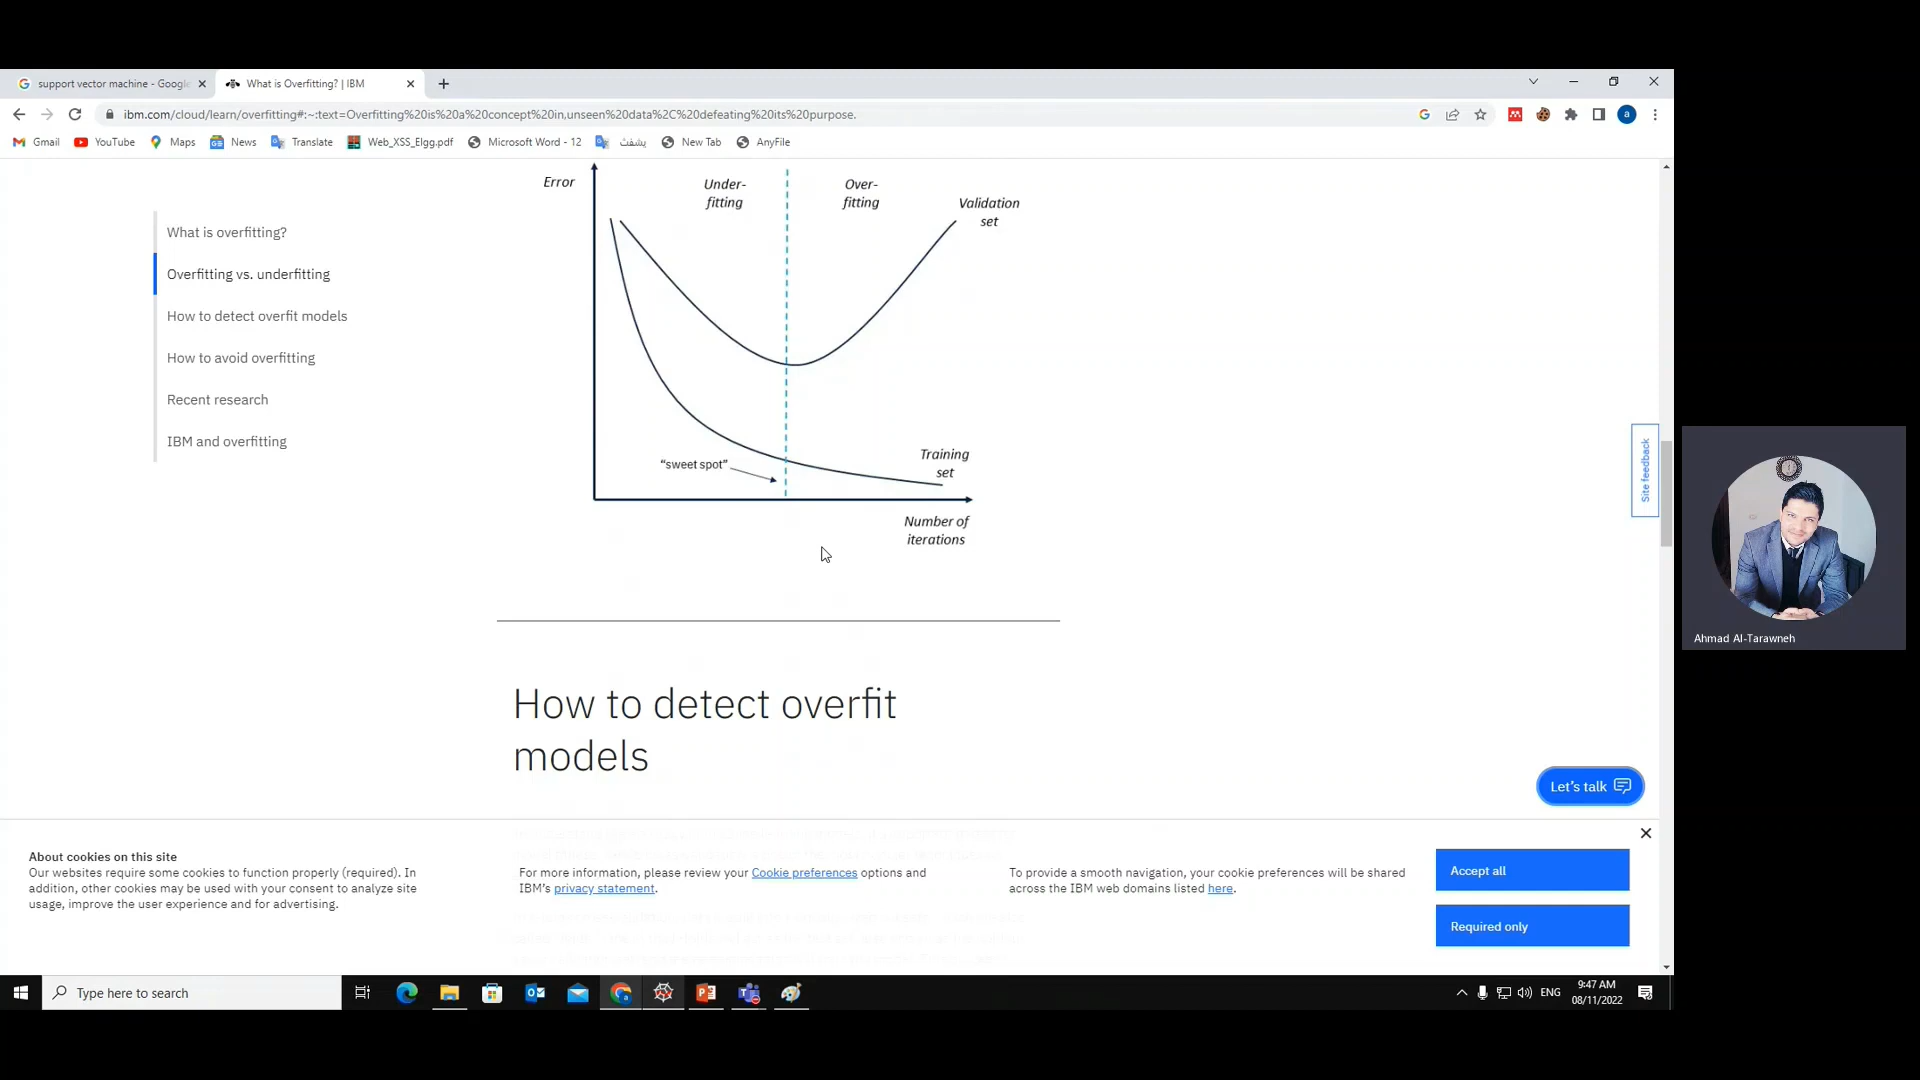 support vector machine - Google
What is Overfitting? | IBM
ibm.com/cloud/learn/overfitting#:~:text=Overfitting%20is%20a%20concept%20in,unseen%20data%2C%20defeating%20its%20purpose.
Gmail
YouTube
Maps
News
Translate
Web_XSS_Elgg.pdf
Microsoft Word - 12
New Tab
AnyFile
What is overfitting?
Overfitting vs. underfitting
How to detect overfit models
How to avoid overfitting
Recent research
IBM and overfitting
Error
Under-
fitting
Over-
fitting
Validation
set
"sweet spot"
Training
set
Number of
iterations
How to detect overfit
models
Site feedback
Let's talk
About cookies on this site
Our websites require some cookies to function properly (required). In
addition, other cookies may be used with your consent to analyze site
usage, improve the user experience and for advertising.
For more information, please review your Cookie preferences options and
IBM's privacy statement.
To provide a smooth navigation, your cookie preferences will be shared
across the IBM web domains listed here.
Accept all
Required only
Type here to search
ENG
9:47 AM
08/11/2022
Ahmad Al-Tarawneh